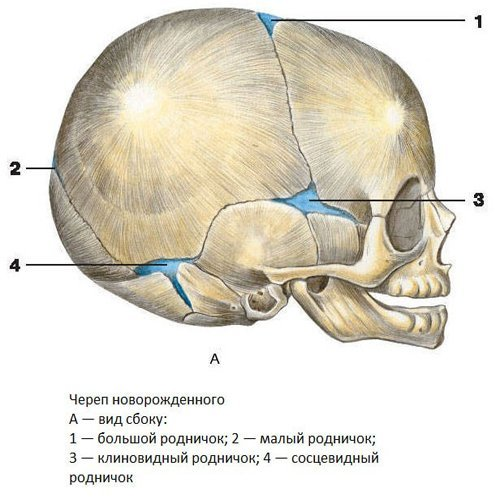 1
2
3
4
А
Череп новорожденного
А — вид сбоку:
1 — большой родничок; 2 — малый родничок;
3 — клиновидный родничок; 4 — сосцевидный
родничок